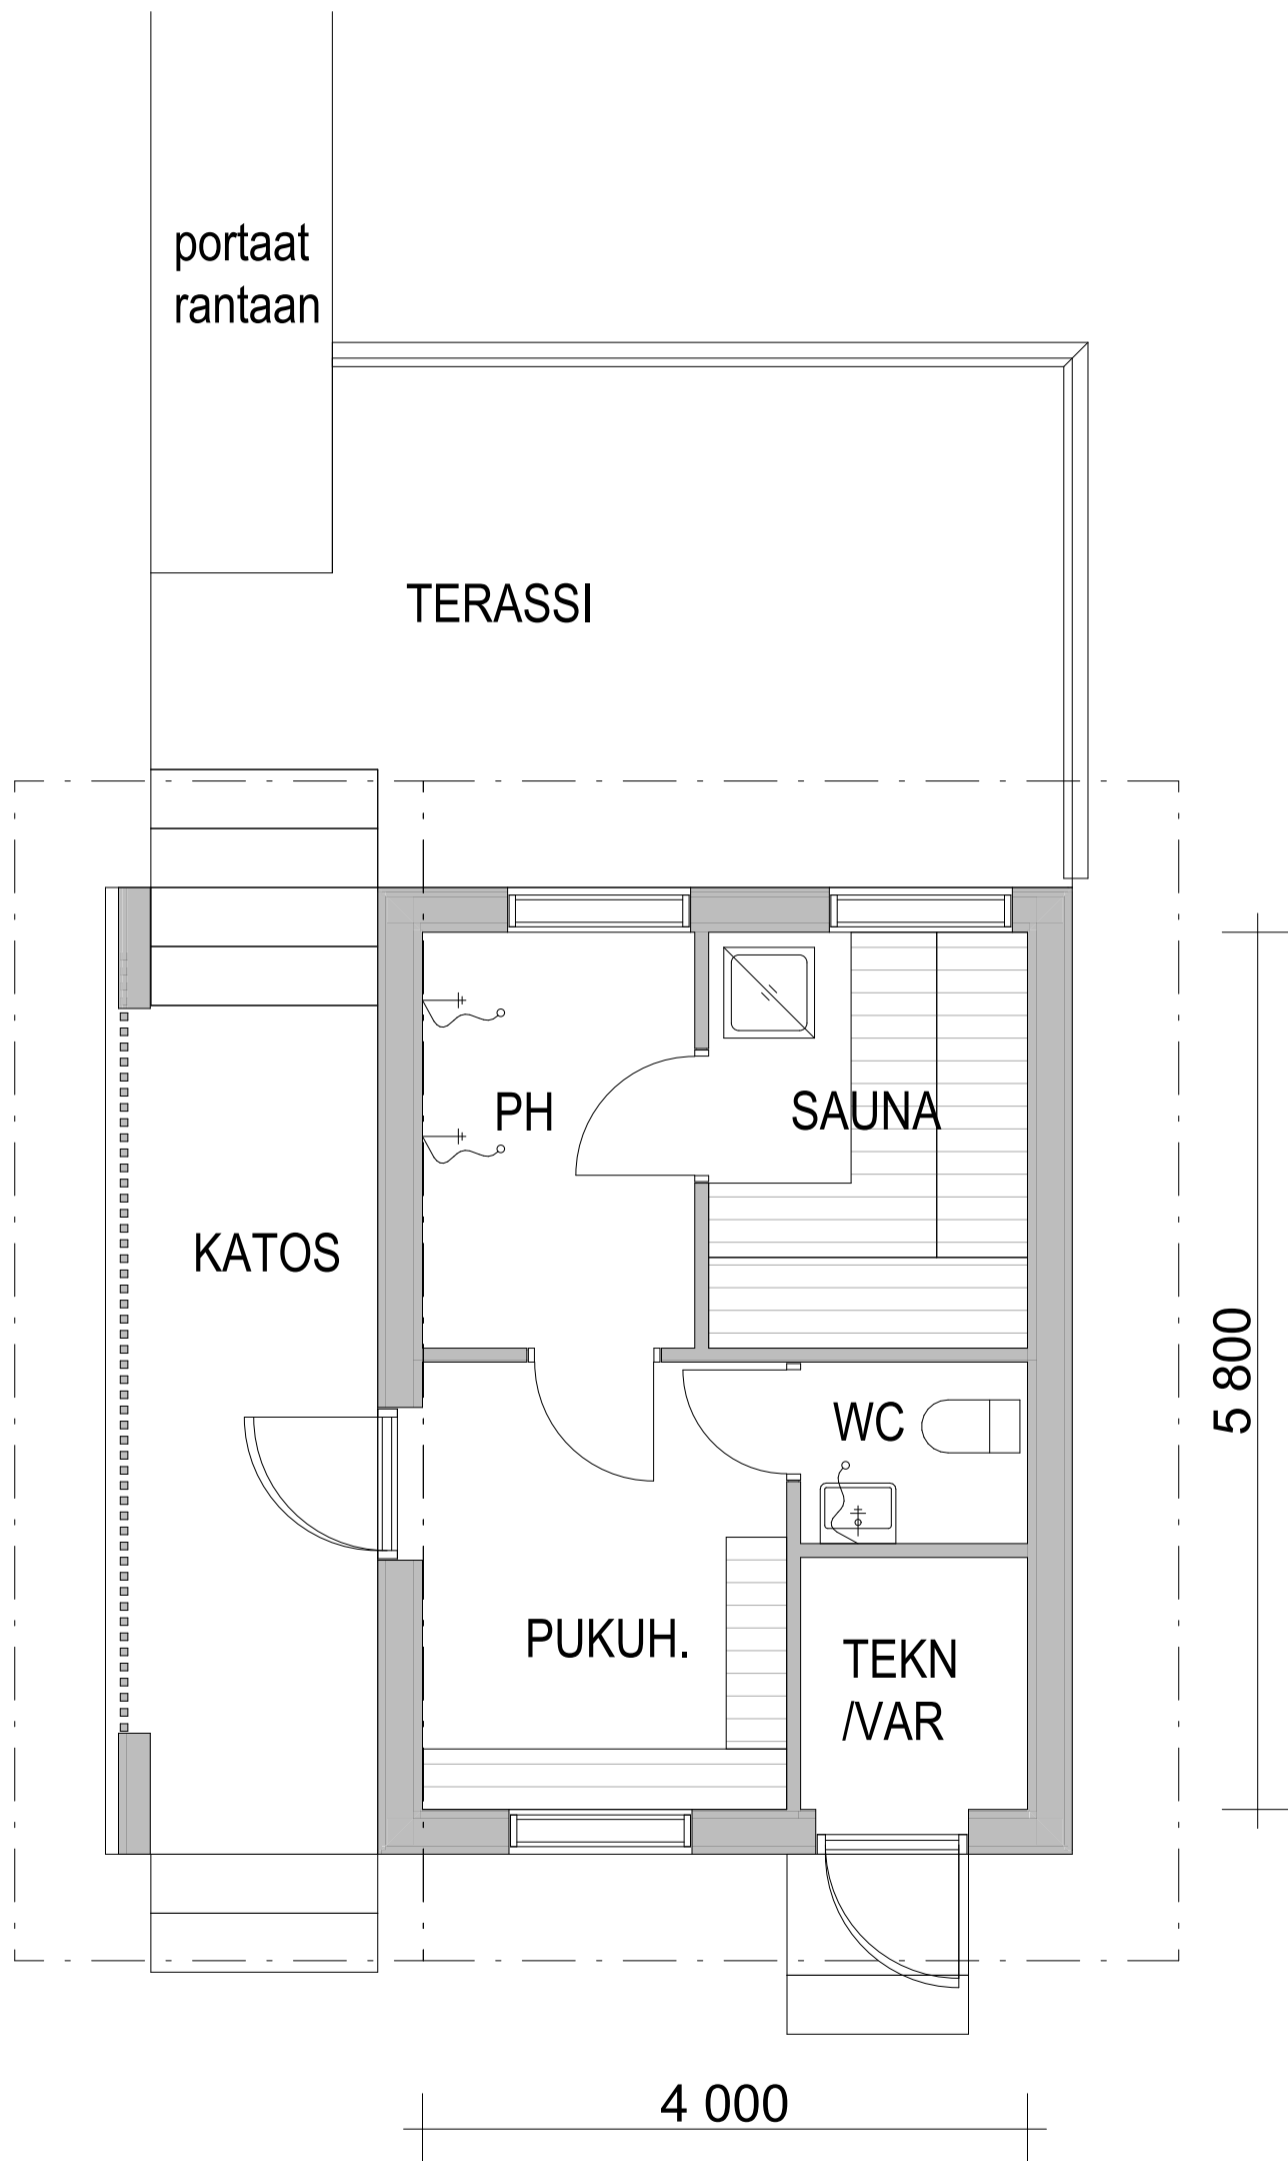 portaat
rantaan
TERASSI
PH
SAUNA
KATOS
5 800
WC
PUKUH.
TEKN
/VAR
4 000